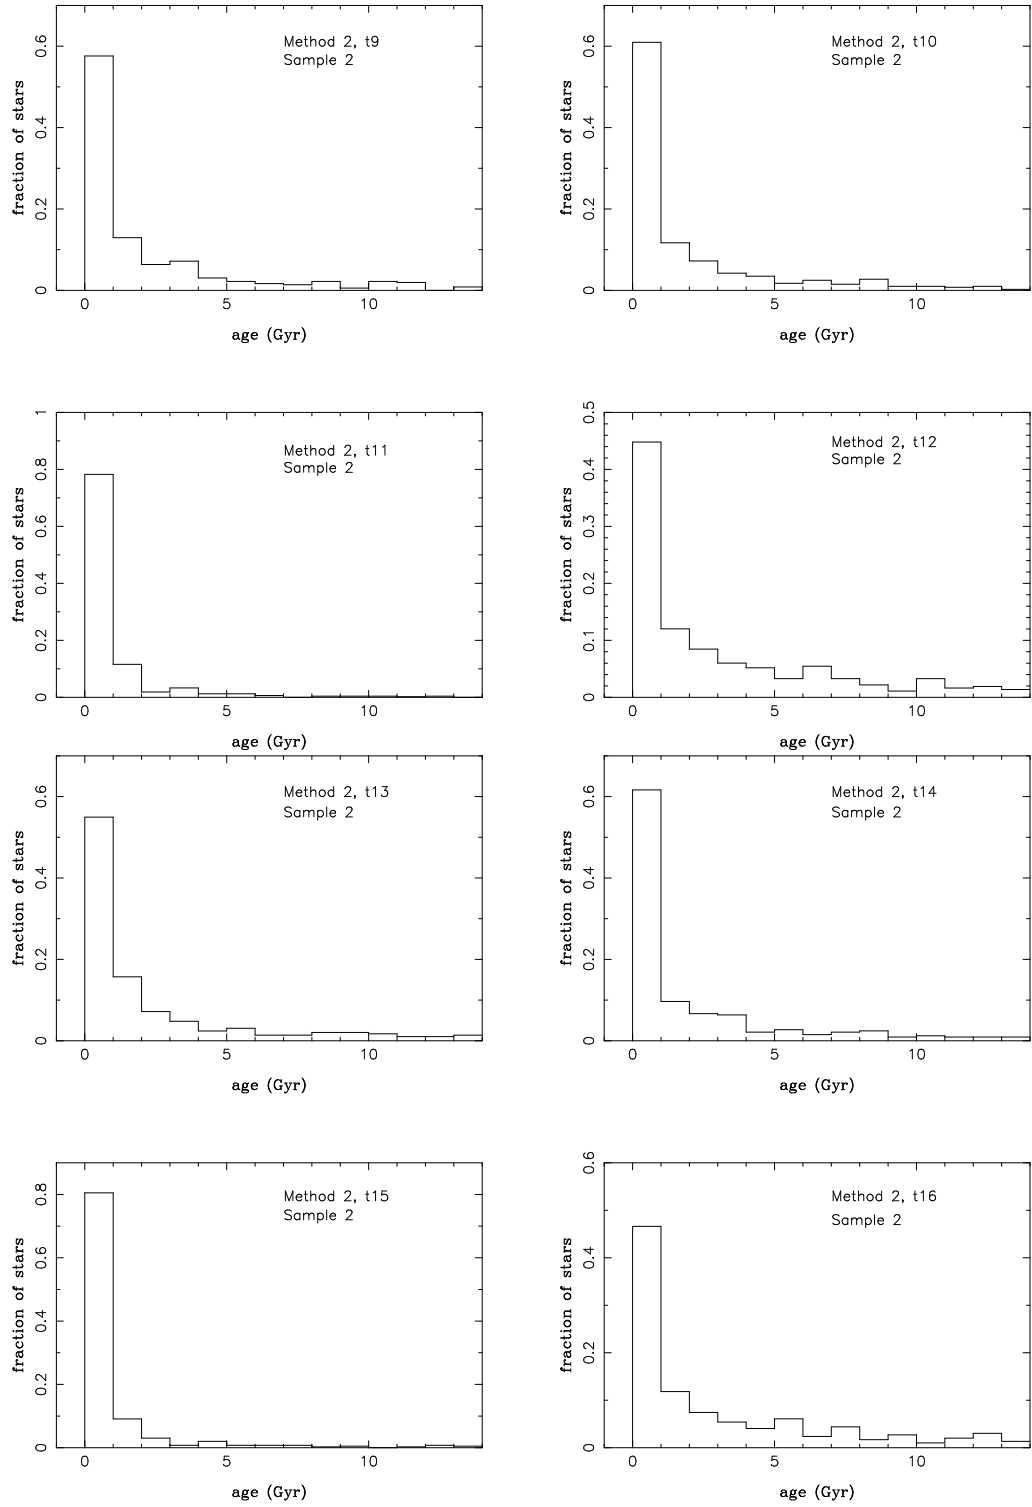 Method 2, t9
Sample 2
fraction of stars
0.6
0.4
0.2
0
0 5 10
age (Gyr)
Method 2, t10
Sample 2
fraction of stars
0.6
0.4
0.2
0
0 5 10
age (Gyr)
Method 2, t11
Sample 2
fraction of stars
1
0.8
0.6
0.4
0.2
0
0 5 10
age (Gyr)
Method 2, t12
Sample 2
fraction of stars
0.5
0.4
0.3
0.2
0.1
0
0 5 10
age (Gyr)
Method 2, t13
Sample 2
fraction of stars
0.6
0.4
0.2
0
0 5 10
age (Gyr)
Method 2, t14
Sample 2
fraction of stars
0.6
0.4
0.2
0
0 5 10
age (Gyr)
Method 2, t15
Sample 2
fraction of stars
0.8
0.6
0.4
0.2
0
0 5 10
age (Gyr)
Method 2, t16
Sample 2
fraction of stars
0.6
0.4
0.2
0
0 5 10
age (Gyr)